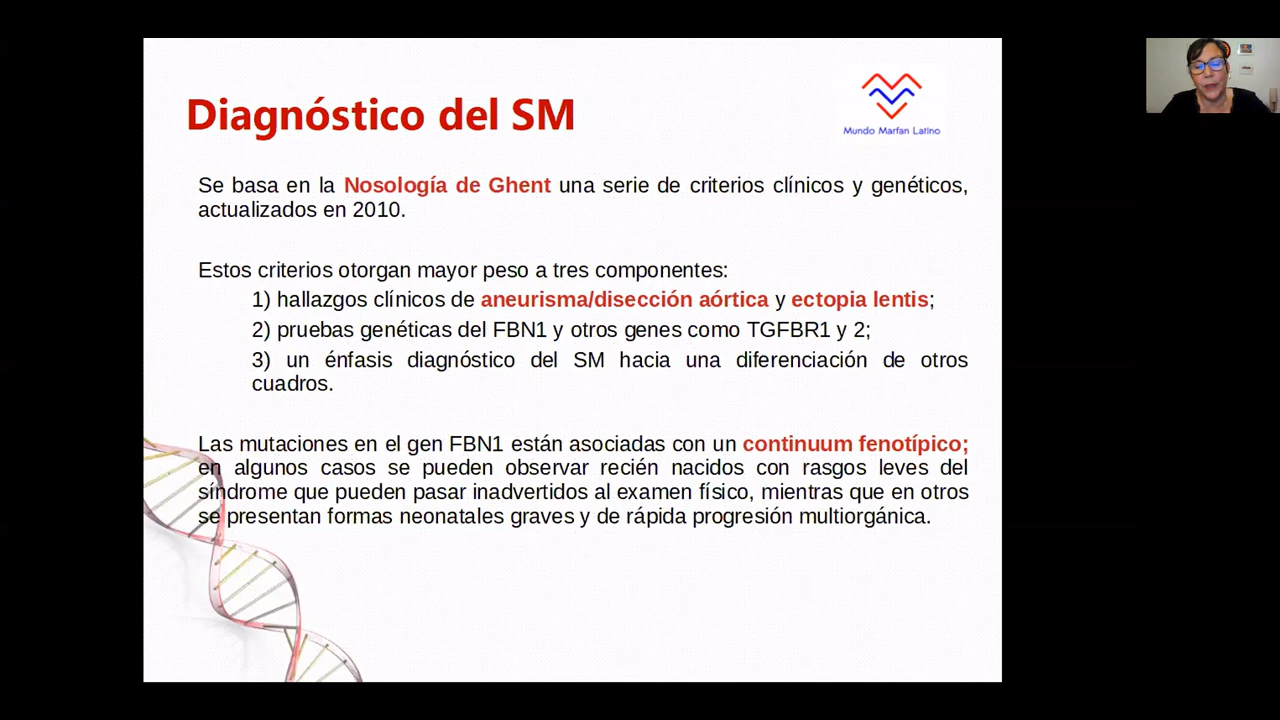 Diagnóstico del SM
Mundo Marfan Latino
Se basa en la Nosología de Ghent una serie de criterios clínicos y genéticos,
actualizados en 2010.
Estos criterios otorgan mayor peso a tres componentes:
1) hallazgos clínicos de aneurisma/disección aórtica y ectopia lentis;
2) pruebas genéticas del FBN1 y otros genes como TGFBR1 y 2;
3) un énfasis diagnóstico del SM hacia una diferenciación de otros
cuadros.
Las mutaciones en el gen FBN1 están asociadas con un continuum fenotípico;
en algunos casos se pueden observar recién nacidos con rasgos leves del
síndrome que pueden pasar inadvertidos al examen físico, mientras que en otros
se presentan formas neonatales graves y de rápida progresión multiorgánica.